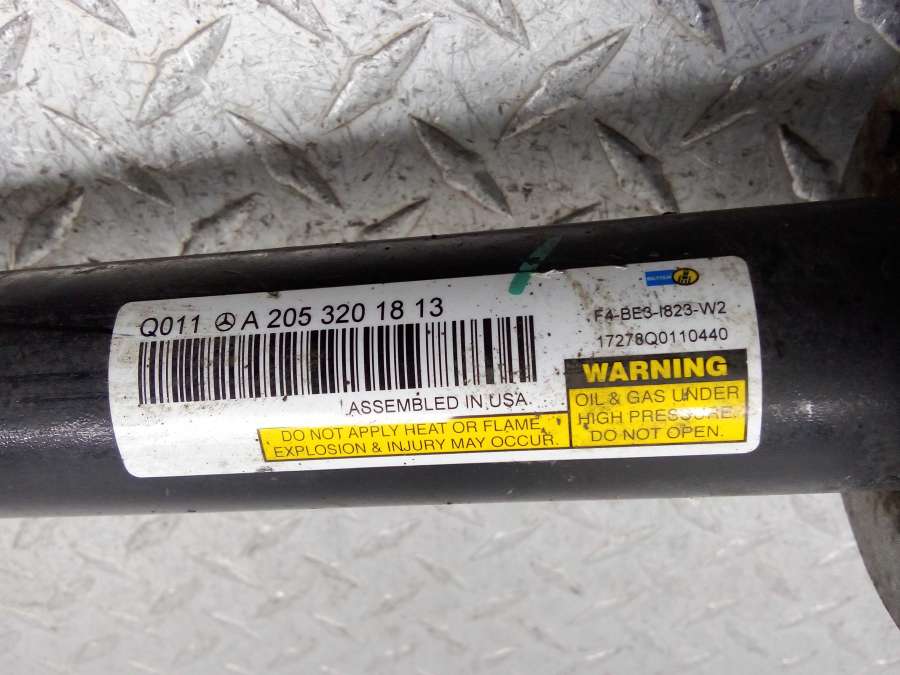 Q011 A 205 320 18 13
ASSEMBLED IN USA
DO NOT APPLY HEAT OR FLAME,
EXPLOSION & INJURY MAY OCCUR.
F4-BE3-I823-W2
17278Q0110440
WARNING
OIL & GAS UNDER
HIGH PRESSURE.
DO NOT OPEN.